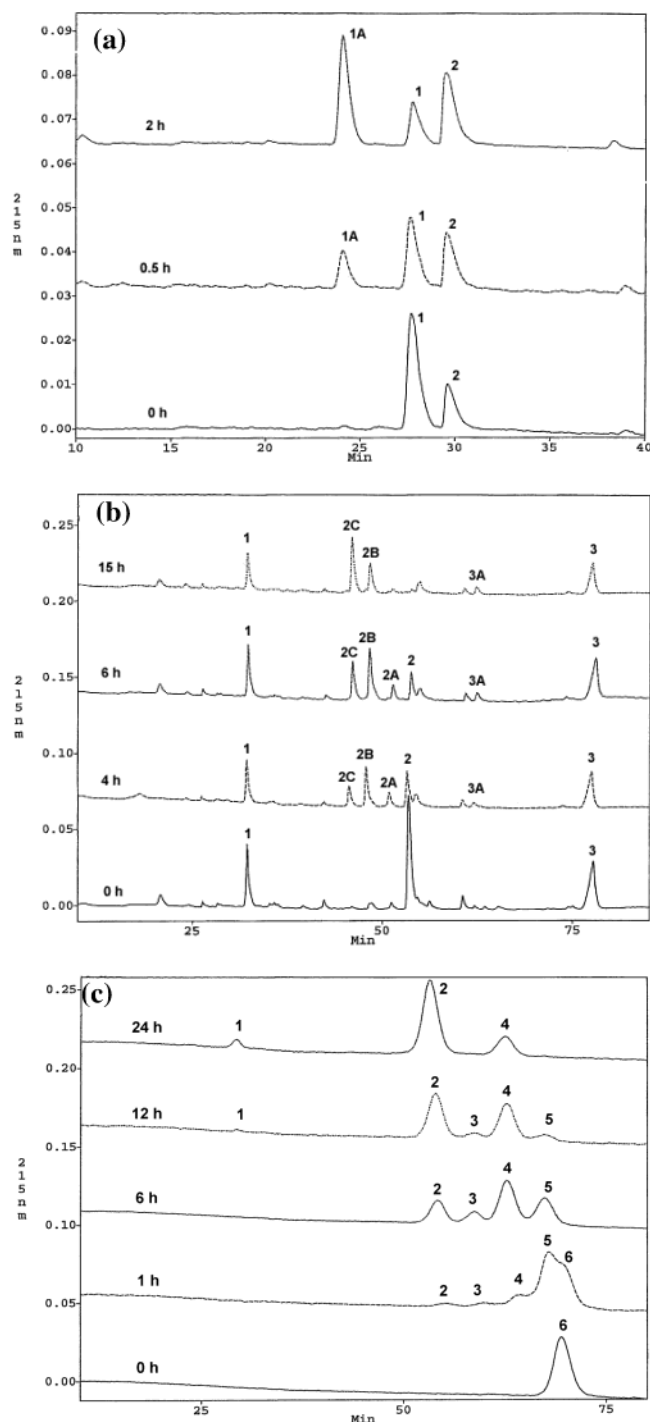 (a)
0.09
0.08
0.07
0.06
0.05
0.04
0.03
0.02
0.01
0.00
215nm
1A
1
2
2 h
1A
1
2
0.5 h
1
2
0 h
10 15 20 25 30 35 40
Min
(b)
0.25
0.20
0.15
0.10
0.05
0.00
215nm
1 2C 2B 3A 3
15 h
1 2C 2B 2A 2 3A 3
6 h
1 2C 2B 2A 2 3A 3
4 h
1 3
0 h
25 50 75
Min
(c)
0.25
0.20
0.15
0.10
0.05
0.00
215nm
24 h 1 2 4
12 h 1 2 3 4 5
6 h 2 3 4 5
1 h 2 3 4 5 6
0 h 6
25 50 75
Min